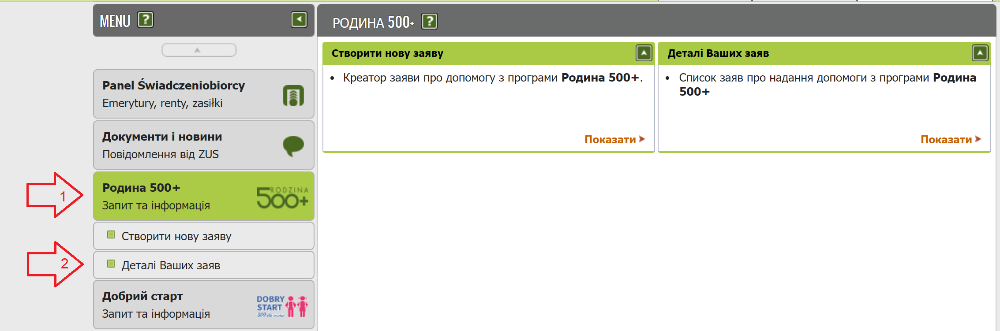 MENU ?
Panel Świadczeniobiorcy
Emerytury, renty, zasiłki
Документи і новини
Повідомлення від ZUS
1
Родина 500+
Запит та інформація
RODZINA
500+
Створити нову заяву
2
Деталі Ваших заяв
Добрий старт
Запит та інформація
DOBRY
START
РОДИНА 500+ ?
Створити нову заяву
Креатор заяви про допомогу з програми Родина 500+.
Показати
Деталі Ваших заяв
Список заяв про надання допомоги з програми Родина
500+
Показати